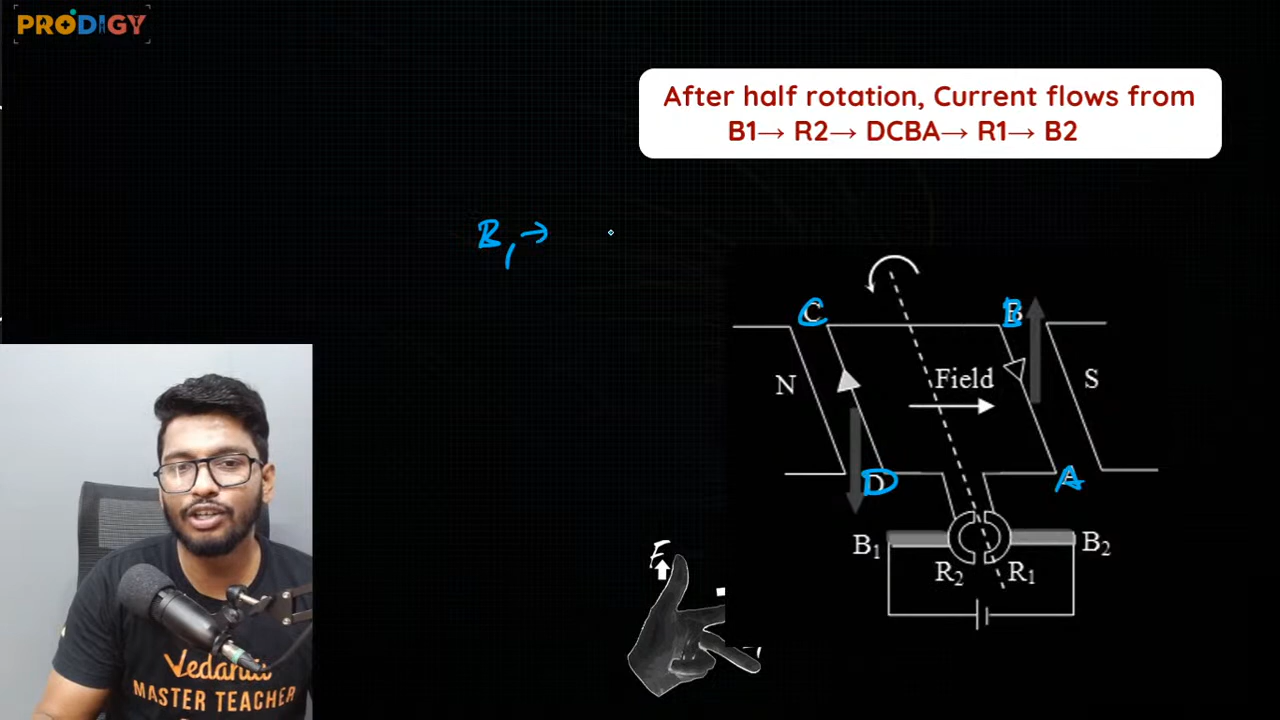 PRODIGY
After half rotation, Current flows from
B1→ R2→ DCBA→ R1→ B2
B₁ →
C B
N Field S
D A
B₁ B₂
R₂ R₁
F
Vedantu
MASTER TEACHER